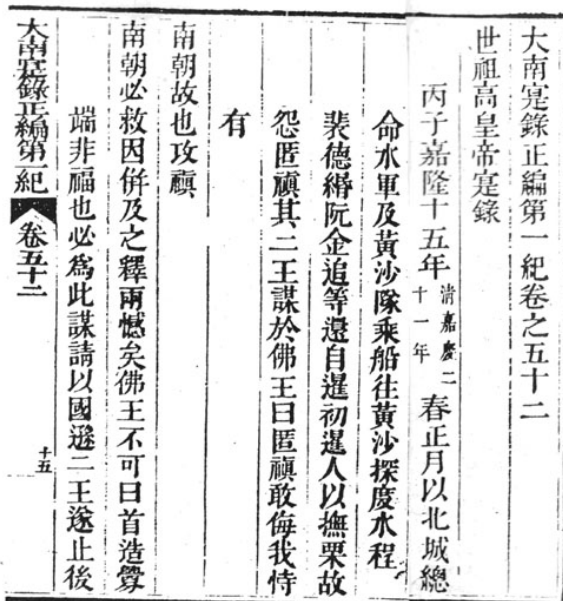 大南寔錄正編第一紀卷之五十二
世祖高皇帝寔錄
丙子嘉隆十五年清嘉慶二十一年春正月以北城總
命水軍及黃沙隊乘船往黃沙探度水程
裴德緡阮金追等還自暹初暹人以撫栗故
怨匿禛其二王謀於佛王曰匿禛敢侮我恃
有
南朝故也攻禛
南朝必救因併及之釋兩憾矣佛王不可曰首造釁
端非福也必為此謀請以國遜二王遂止後
大南寔錄正編第一紀 卷五十二 十五